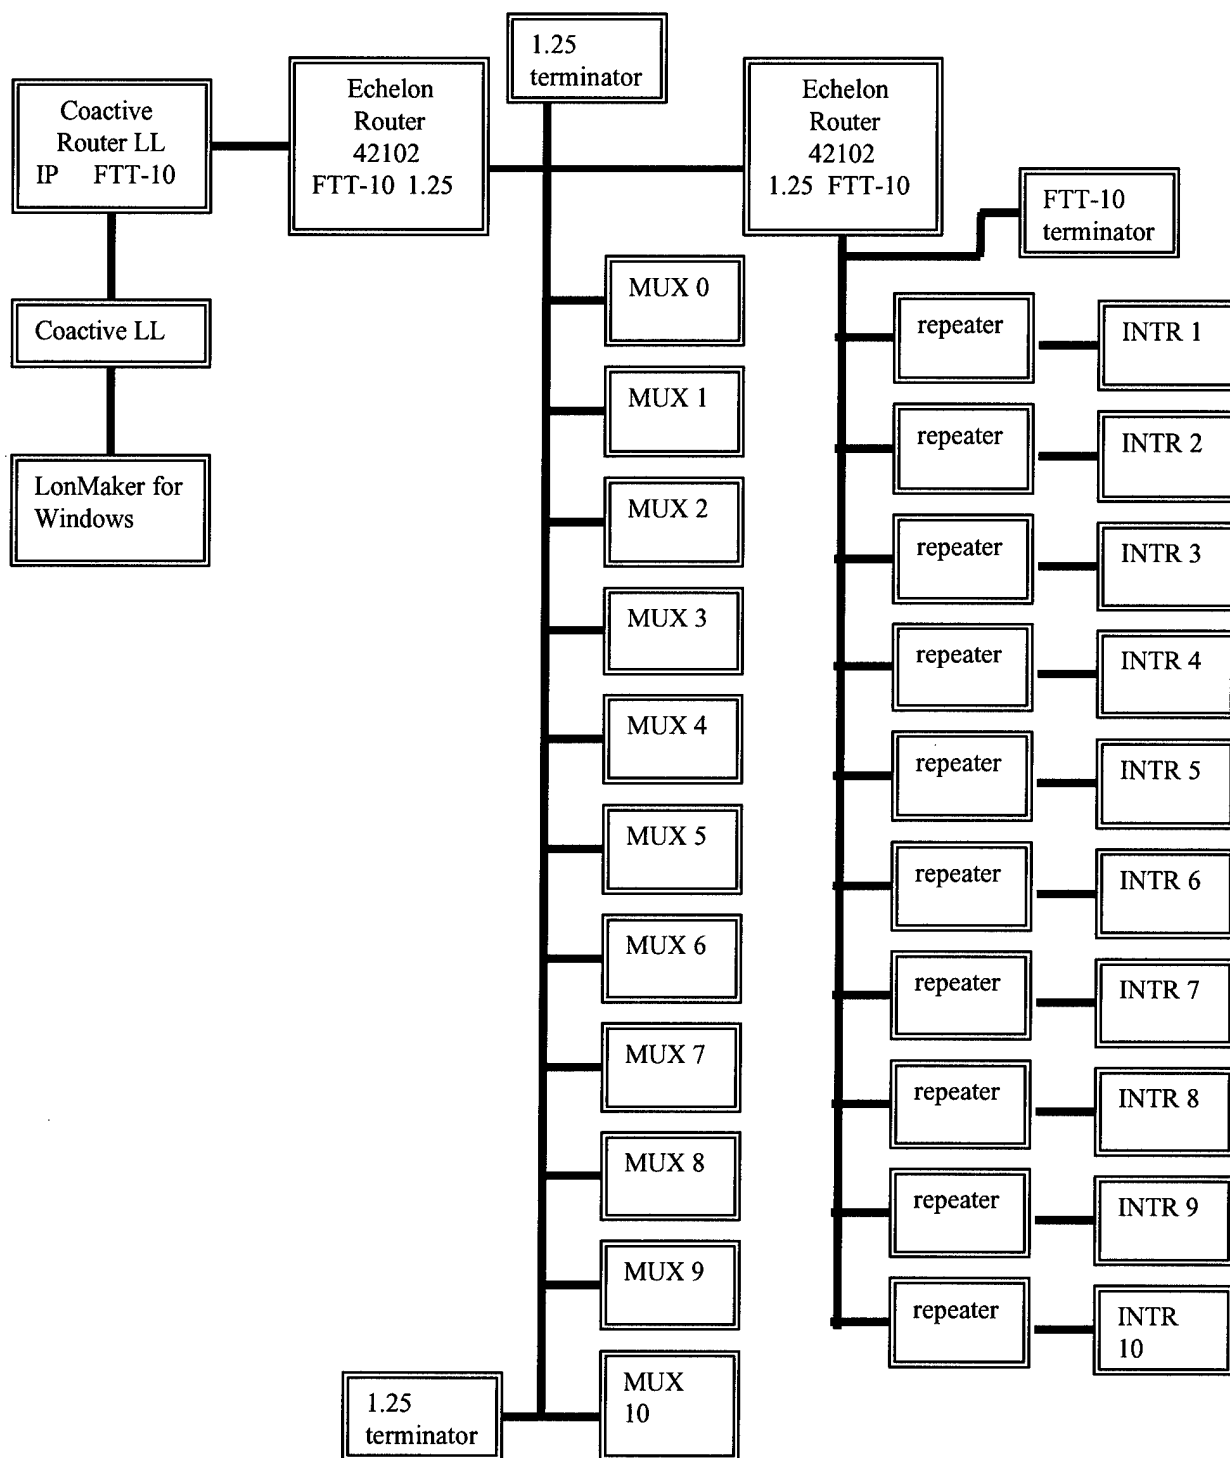 1.25
terminator
Coactive
Router LL
IP FTT-10
Echelon
Router
42102
FTT-10 1.25
Echelon
Router
42102
1.25 FTT-10
FTT-10
terminator
Coactive LL
LonMaker for
Windows
MUX 0
MUX 1
MUX 2
MUX 3
MUX 4
MUX 5
MUX 6
MUX 7
MUX 8
MUX 9
MUX
10
1.25
terminator
repeater
INTR 1
repeater
INTR 2
repeater
INTR 3
repeater
INTR 4
repeater
INTR 5
repeater
INTR 6
repeater
INTR 7
repeater
INTR 8
repeater
INTR 9
repeater
INTR
10